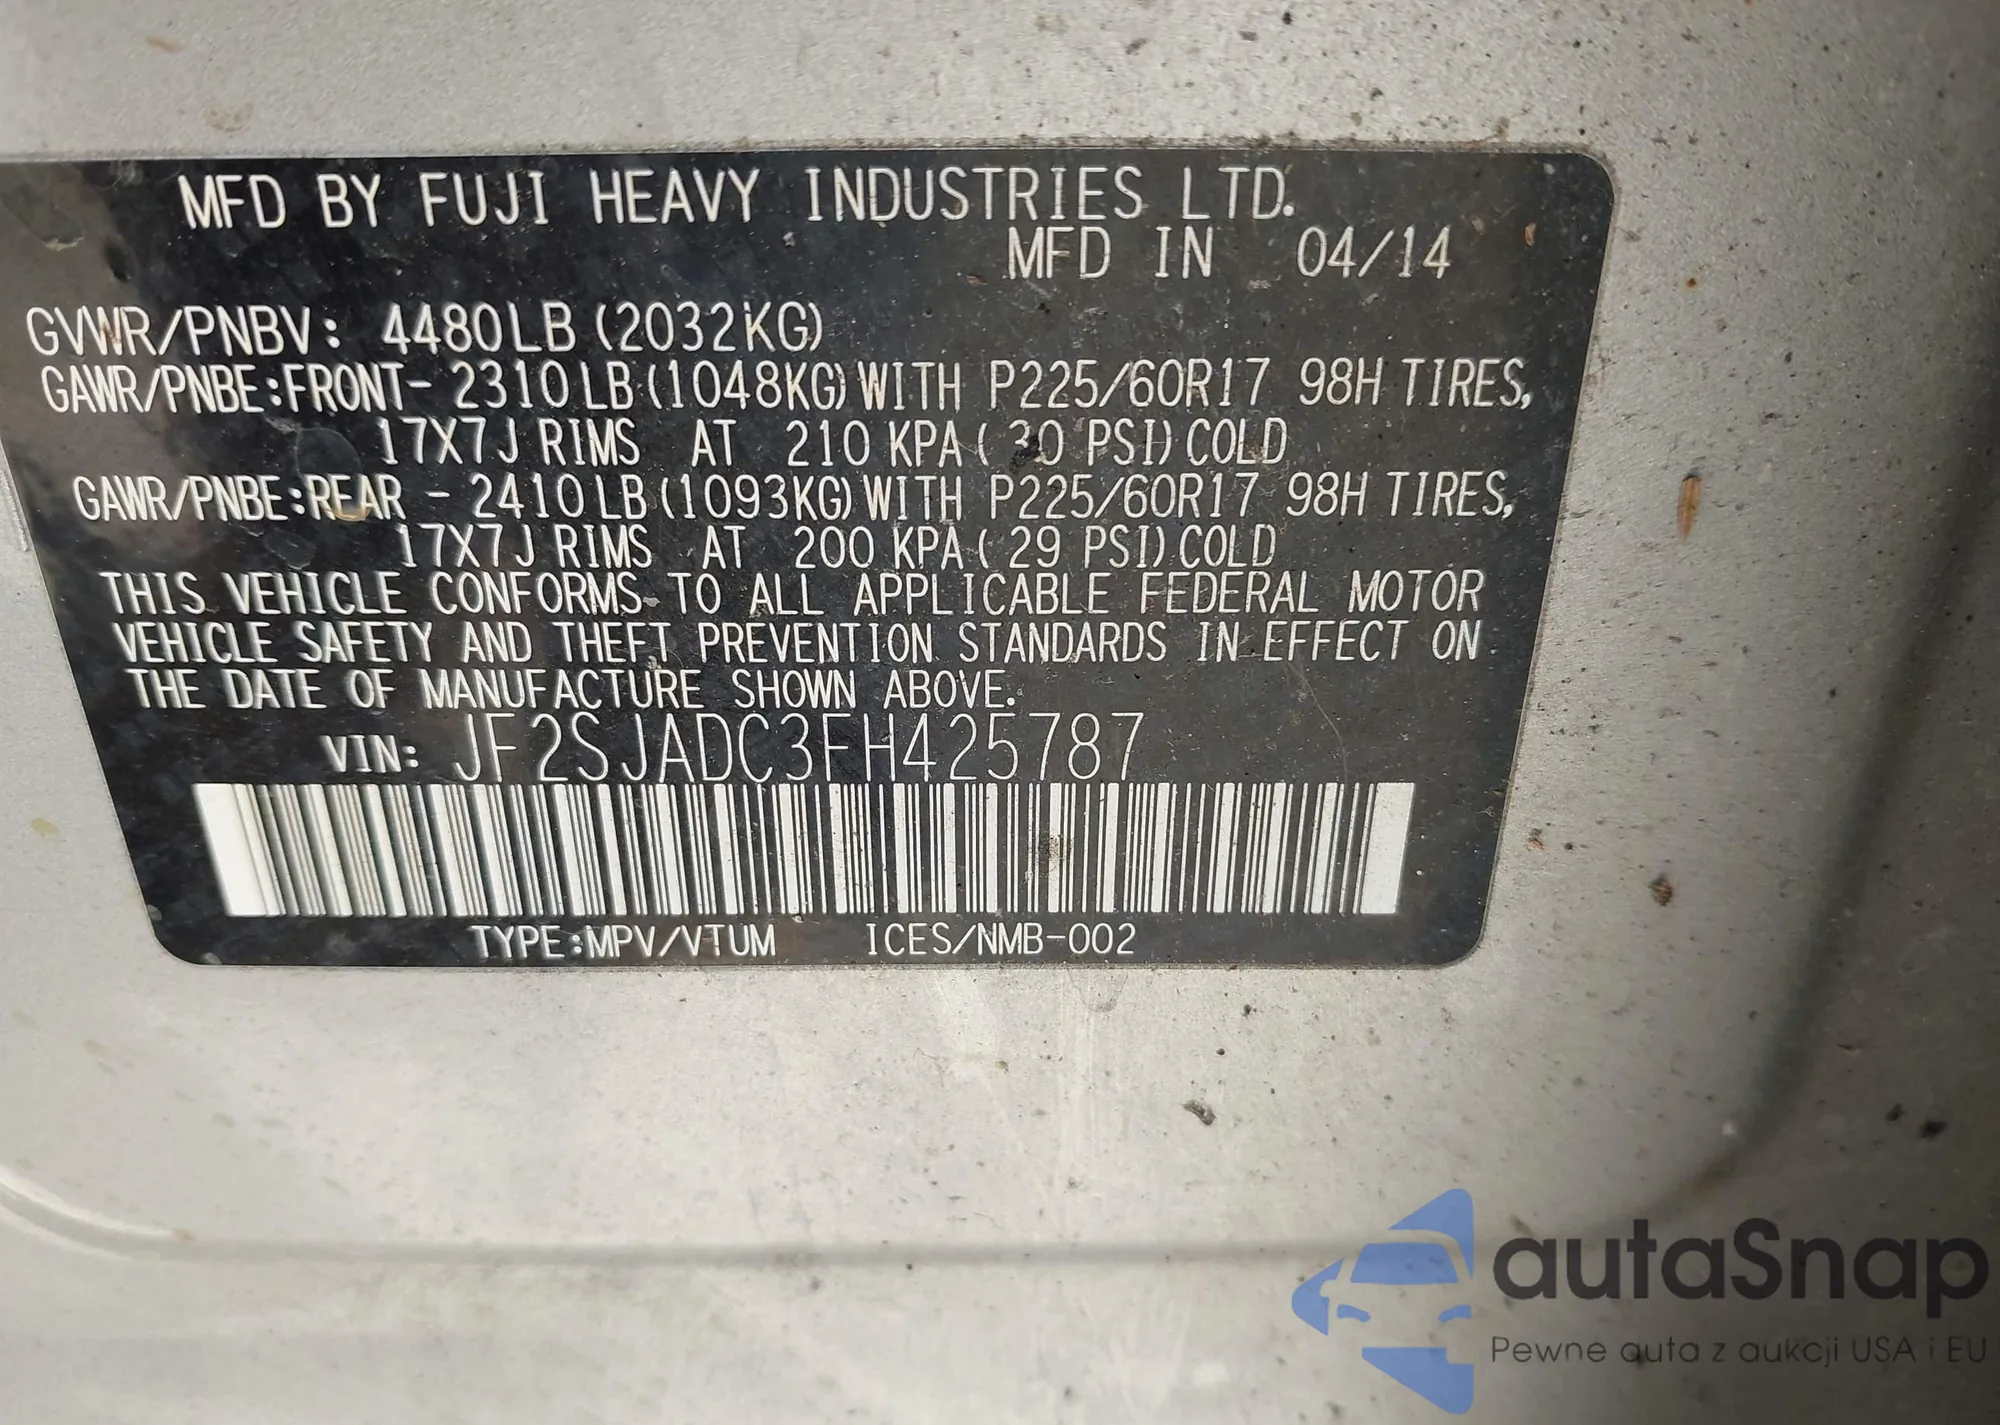 MFD BY FUJI HEAVY INDUSTRIES LTD.
MFD IN 04/14
GVWR/PNBV: 4480LB (2032KG)
GAWR/PNBE:FRONT- 2310LB(1048KG)WITH P225/60R17 98H TIRES,
17X7J RIMS AT 210 KPA( 30 PSI)COLD
GAWR/PNBE:REAR - 2410LB(1093KG)WITH P225/60R17 98H TIRES,
17X7J RIMS AT 200 KPA( 29 PSI)COLD
THIS VEHICLE CONFORMS TO ALL APPLICABLE FEDERAL MOTOR
VEHICLE SAFETY AND THEFT PREVENTION STANDARDS IN EFFECT ON
THE DATE OF MANUFACTURE SHOWN ABOVE.
VIN: JF2SJADC3FH425787
TYPE:MPV/VTUM ICES/NMB-002
autaSnap
Pewne auta z aukcji USA i EU